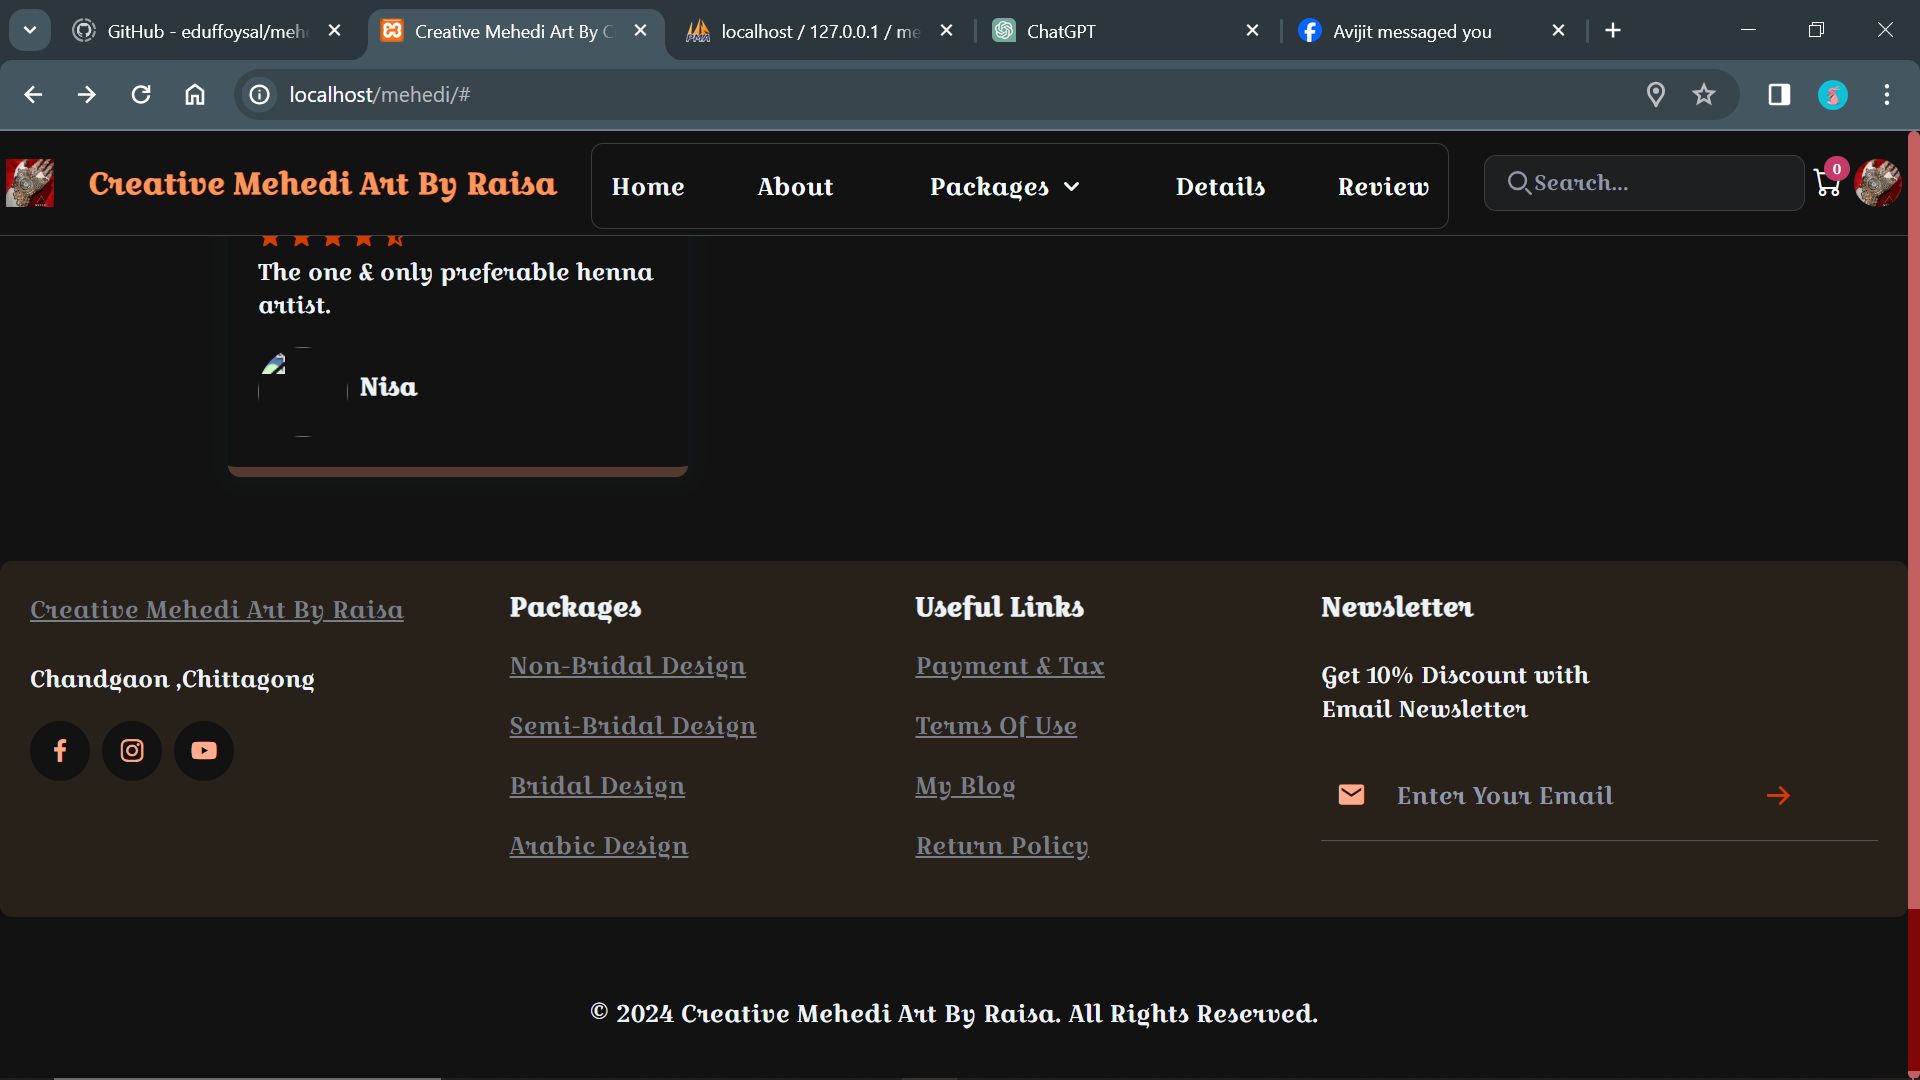 GitHub - eduffoysal/mehe
Creative Mehedi Art By C
localhost / 127.0.0.1 / me
ChatGPT
Avijit messaged you
localhost/mehedi/#
Creative Mehedi Art By Raisa
Home
About
Packages
Details
Review
Search...
0
The one & only preferable henna
artist.
Nisa
Creative Mehedi Art By Raisa
Chandgaon ,Chittagong
Packages
Non-Bridal Design
Semi-Bridal Design
Bridal Design
Arabic Design
Useful Links
Payment & Tax
Terms Of Use
My Blog
Return Policy
Newsletter
Get 10% Discount with
Email Newsletter
Enter Your Email
© 2024 Creative Mehedi Art By Raisa. All Rights Reserved.